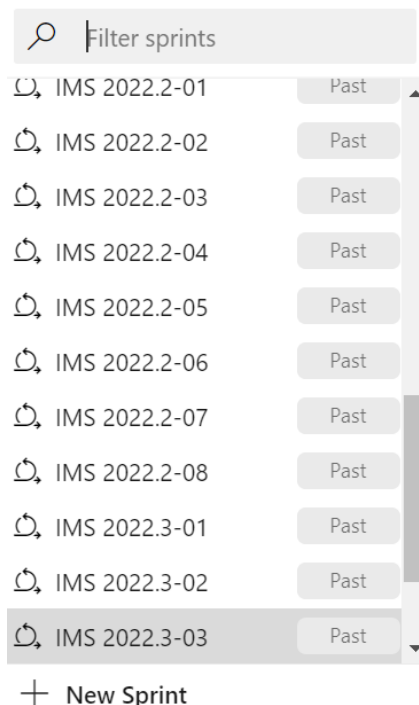 Filter sprints
IMS 2022.2-01 Past
IMS 2022.2-02 Past
IMS 2022.2-03 Past
IMS 2022.2-04 Past
IMS 2022.2-05 Past
IMS 2022.2-06 Past
IMS 2022.2-07 Past
IMS 2022.2-08 Past
IMS 2022.3-01 Past
IMS 2022.3-02 Past
IMS 2022.3-03 Past
New Sprint